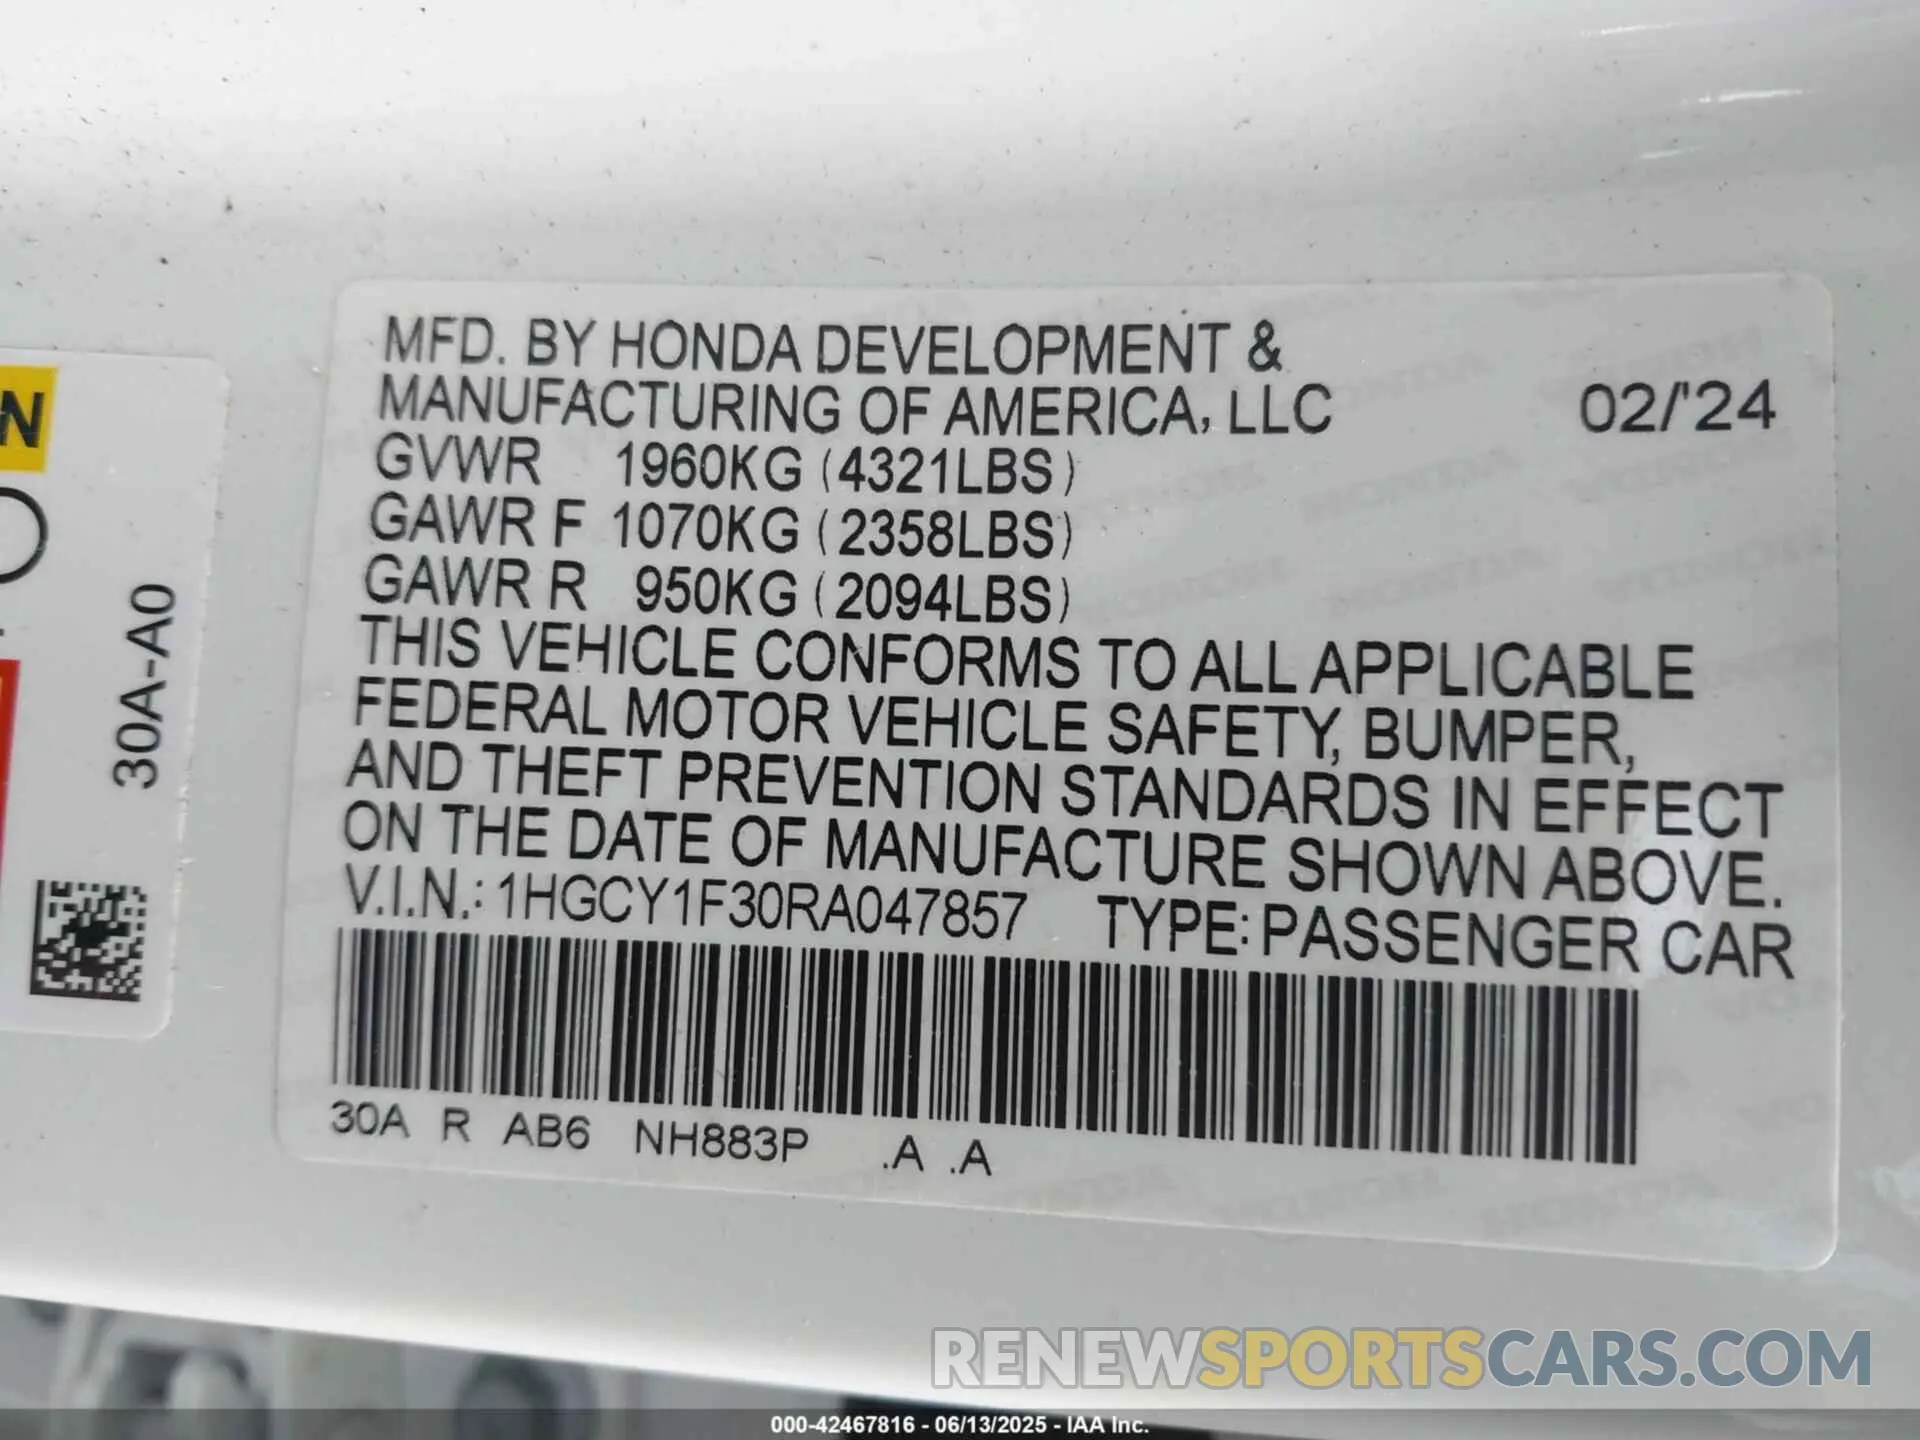 MFD. BY HONDA DEVELOPMENT &
MANUFACTURING OF AMERICA, LLC 02/'24
GVWR 1960KG (4321LBS)
GAWR F 1070KG (2358LBS)
GAWR R 950KG (2094LBS)
THIS VEHICLE CONFORMS TO ALL APPLICABLE
FEDERAL MOTOR VEHICLE SAFETY, BUMPER,
AND THEFT PREVENTION STANDARDS IN EFFECT
ON THE DATE OF MANUFACTURE SHOWN ABOVE.
V.I.N.: 1HGCY1F30RA047857 TYPE: PASSENGER CAR
30A R AB6 NH883P .A .A
30A-A0
N
RENEWSPORTSCARS.COM
000-42467816 - 06/13/2025 - IAA Inc.